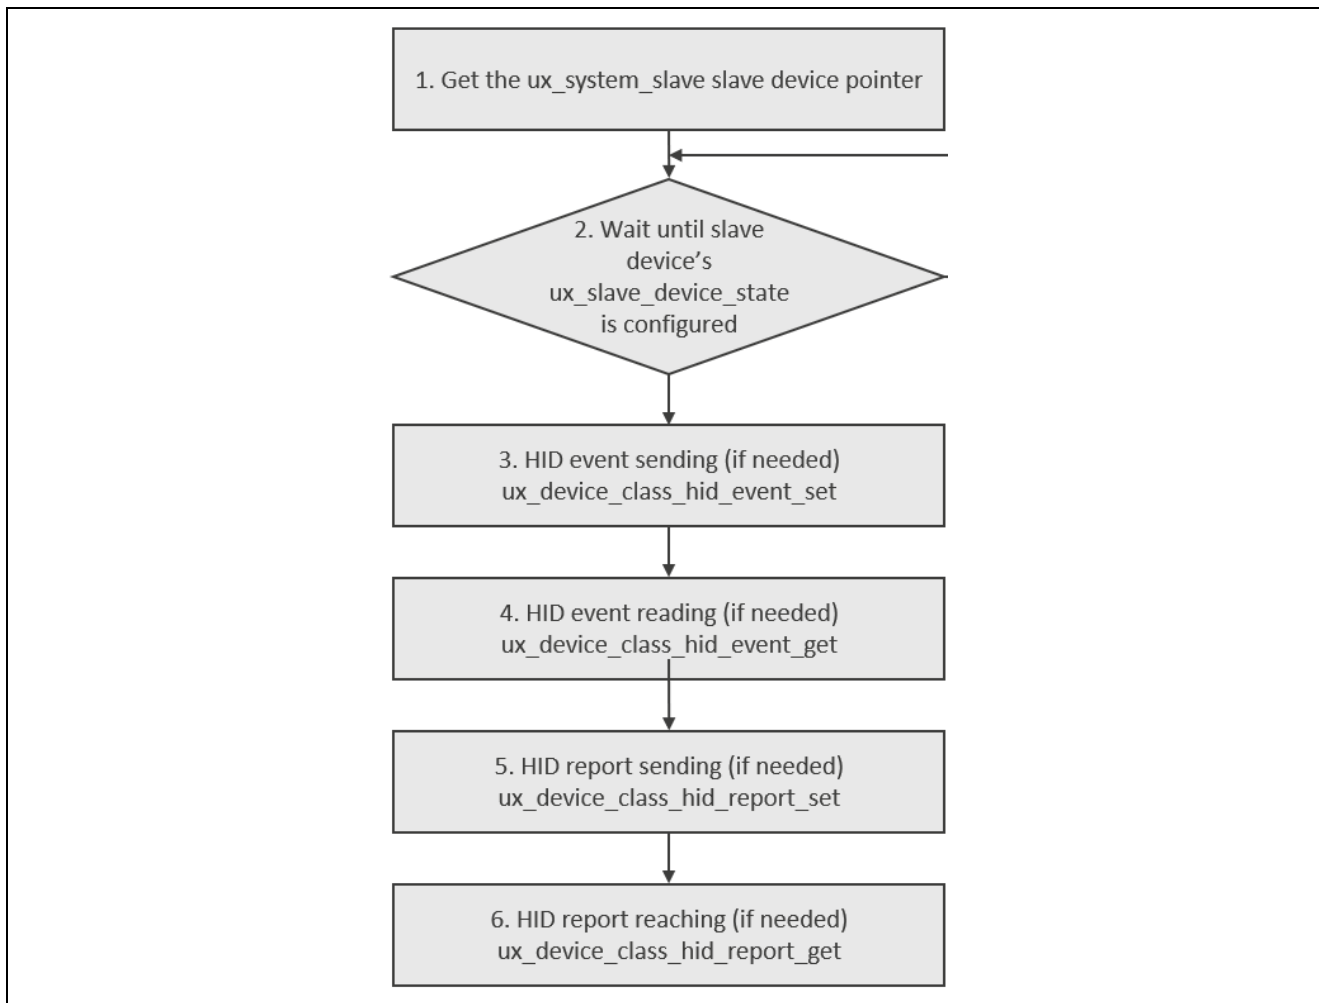 1. Get the ux_system_slave slave device pointer
2. Wait until slave
device’s
ux_slave_device_state
is configured
3. HID event sending (if needed)
ux_device_class_hid_event_set
4. HID event reading (if needed)
ux_device_class_hid_event_get
5. HID report sending (if needed)
ux_device_class_hid_report_set
6. HID report reaching (if needed)
ux_device_class_hid_report_get